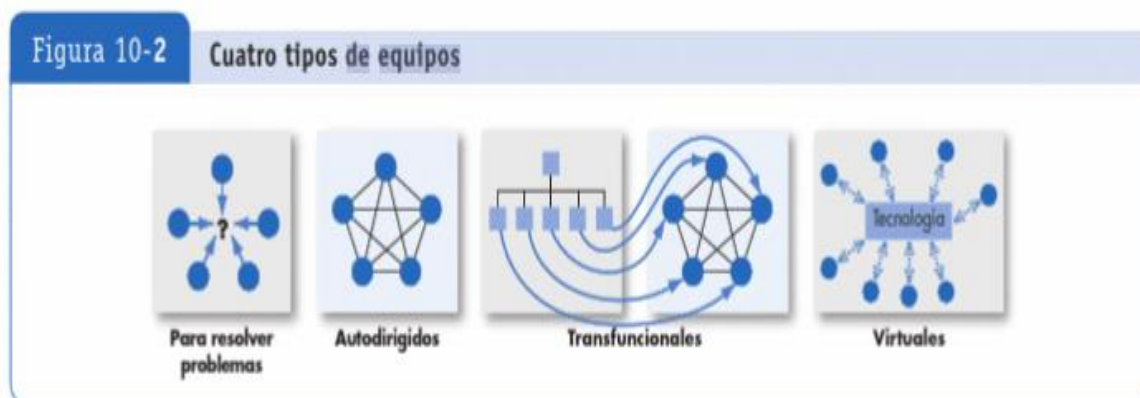 Figura 10-2
Cuatro tipos de equipos
?
Tecnología
Para resolver
problemas
Autodirigidos
Transfuncionales
Virtuales